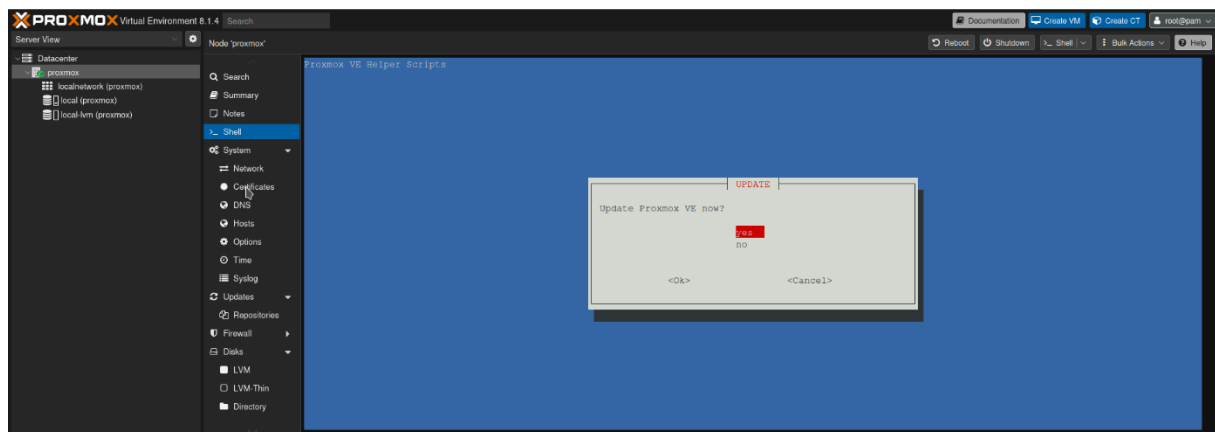 PROXMOX Virtual Environment 8.1.4 Search
Documentation Create VM Create CT root@pam
Server View
Node 'proxmox'
Reboot Shutdown Shell Bulk Actions Help
Datacenter
proxmox
localnetwork (proxmox)
local (proxmox)
local-lvm (proxmox)
Search
Summary
Notes
>_ Shell
System
Network
Certificates
DNS
Hosts
Options
Time
Syslog
Updates
Repositories
Firewall
Disks
LVM
LVM-Thin
Directory
Proxmox VE Helper Scripts
UPDATE
Update Proxmox VE now?
yes
no
<Ok> <Cancel>